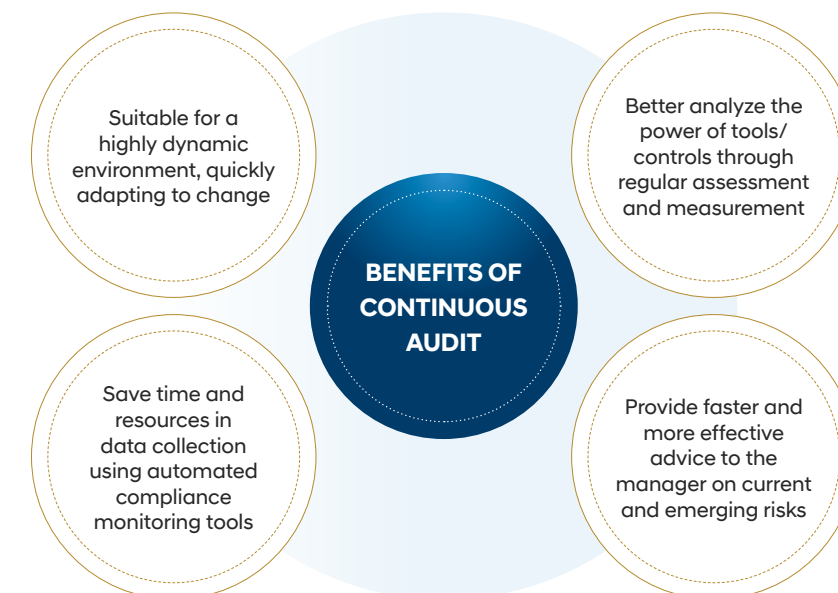 Suitable for a
highly dynamic
environment, quickly
adapting to change
Better analyze the
power of tools/
controls through
regular assessment
and measurement
BENEFITS OF
CONTINUOUS
AUDIT
Save time and
resources in
data collection
using automated
compliance
monitoring tools
Provide faster and
more effective
advice to the
manager on current
and emerging risks